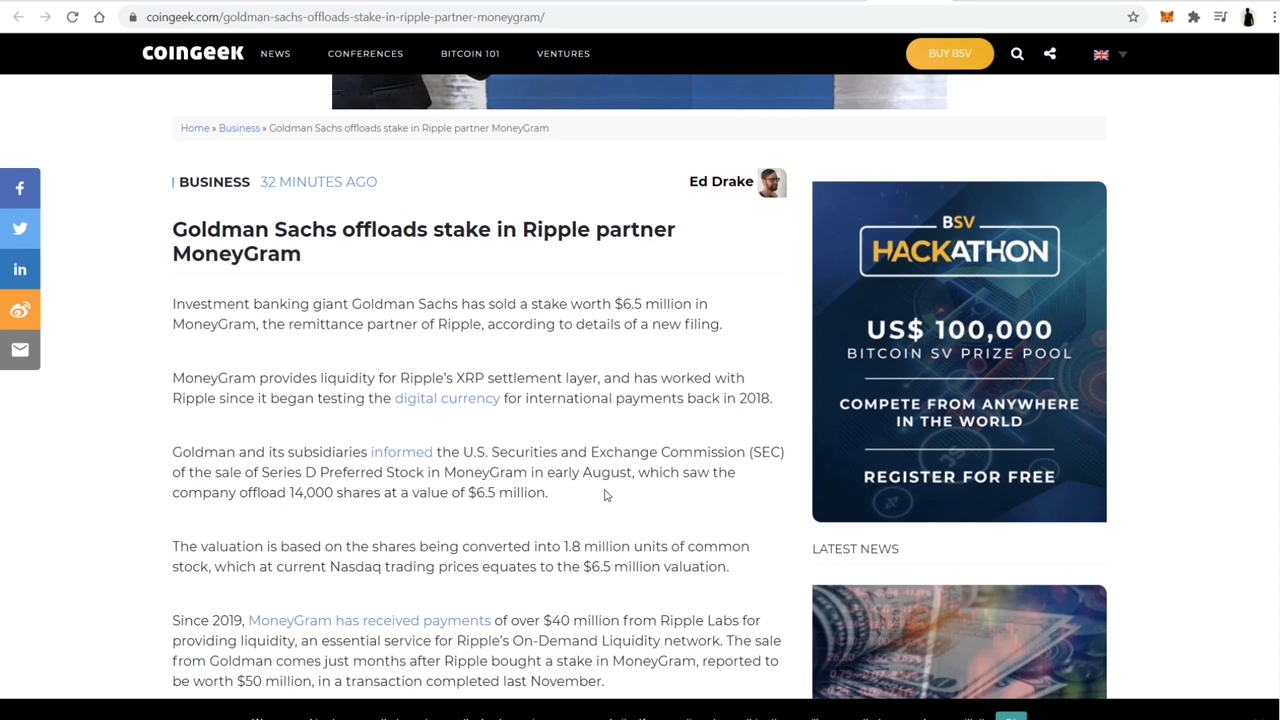 coingeek.com/goldman-sachs-offloads-stake-in-ripple-partner-moneygram/
COINGEEK
NEWS
CONFERENCES
BITCOIN 101
VENTURES
BUY BSV
Home » Business » Goldman Sachs offloads stake in Ripple partner MoneyGram
BUSINESS 32 MINUTES AGO
Ed Drake
Goldman Sachs offloads stake in Ripple partner
MoneyGram
Investment banking giant Goldman Sachs has sold a stake worth $6.5 million in
MoneyGram, the remittance partner of Ripple, according to details of a new filing.
MoneyGram provides liquidity for Ripple's XRP settlement layer, and has worked with
Ripple since it began testing the digital currency for international payments back in 2018.
Goldman and its subsidiaries informed the U.S. Securities and Exchange Commission (SEC)
of the sale of Series D Preferred Stock in MoneyGram in early August, which saw the
company offload 14,000 shares at a value of $6.5 million.
The valuation is based on the shares being converted into 1.8 million units of common
stock, which at current Nasdaq trading prices equates to the $6.5 million valuation.
Since 2019, MoneyGram has received payments of over $40 million from Ripple Labs for
providing liquidity, an essential service for Ripple's On-Demand Liquidity network. The sale
from Goldman comes just months after Ripple bought a stake in MoneyGram, reported to
be worth $50 million, in a transaction completed last November.
BSV
HACKATHON
US$ 100,000
BITCOIN SV PRIZE POOL
COMPETE FROM ANYWHERE
IN THE WORLD
REGISTER FOR FREE
LATEST NEWS